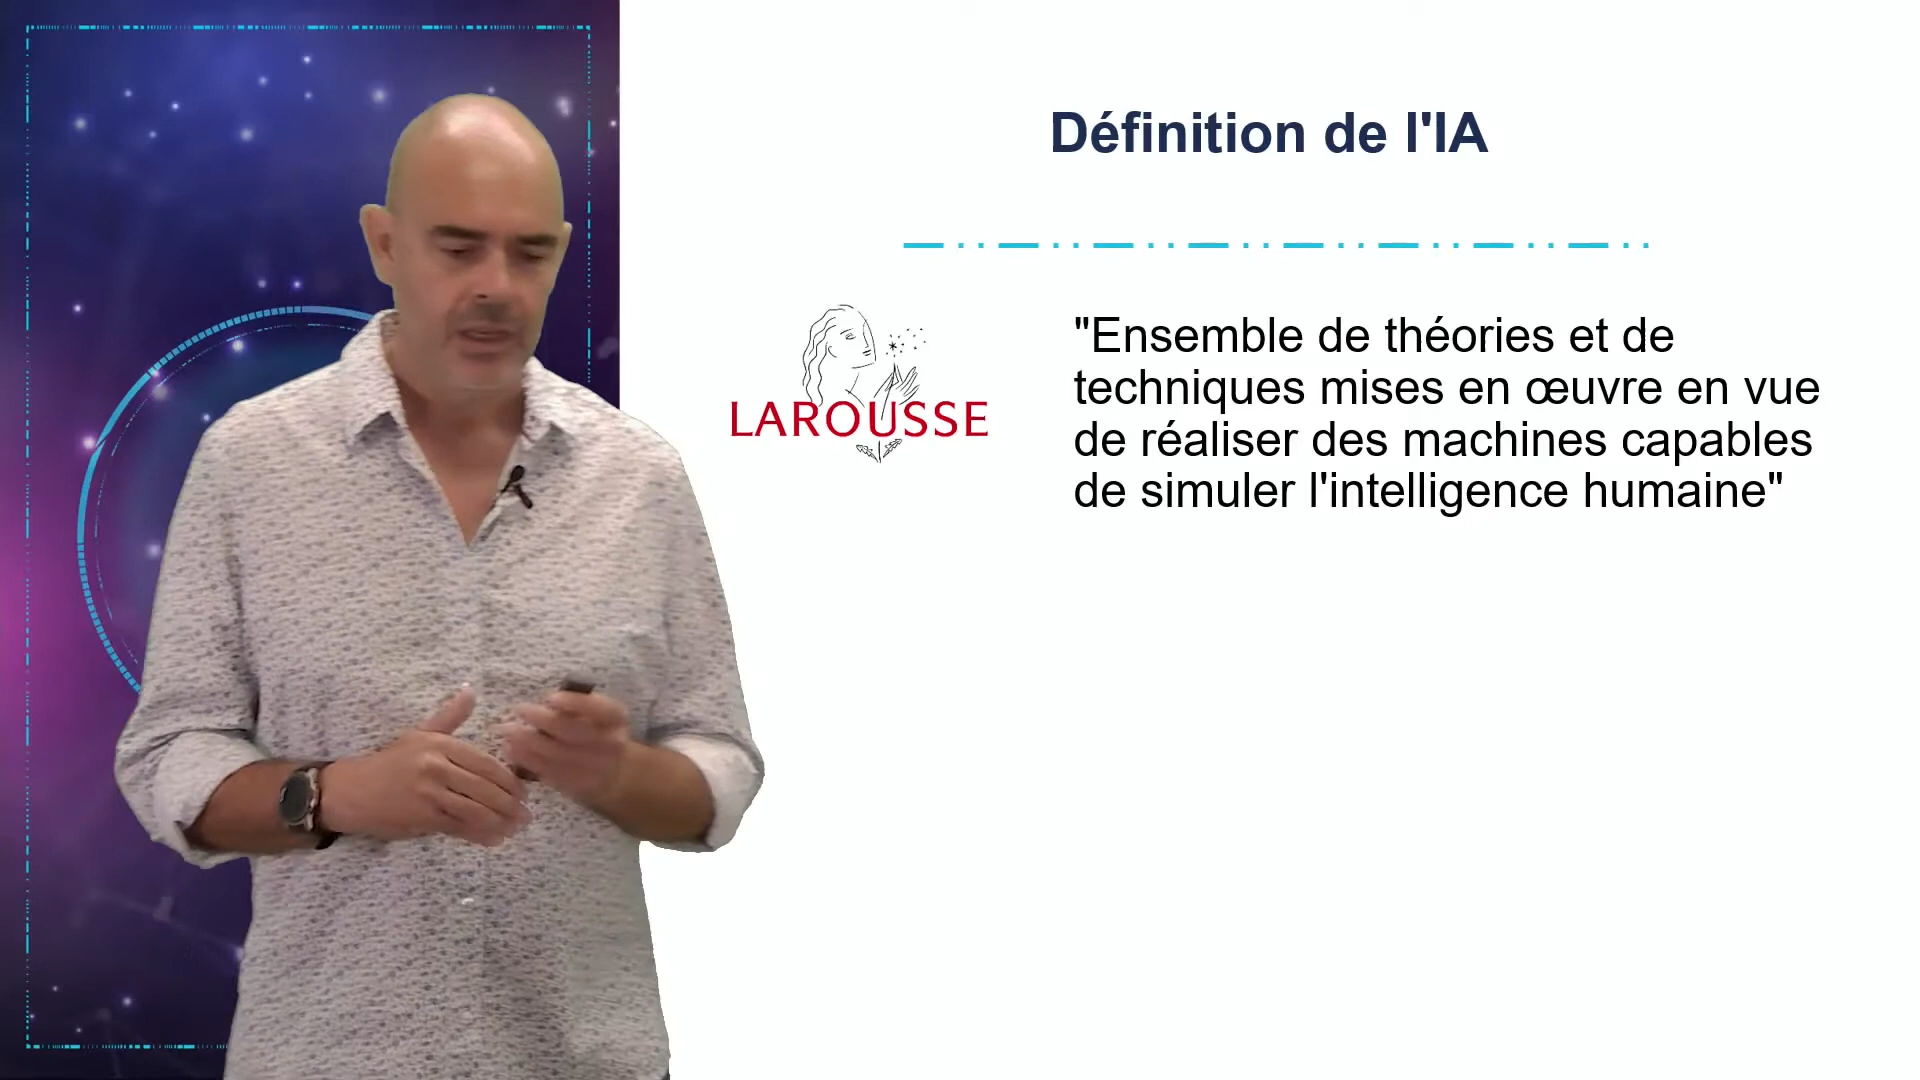 Définition de l'IA
LAROUSSE
"Ensemble de théories et de
techniques mises en œuvre en vue
de réaliser des machines capables
de simuler l'intelligence humaine"